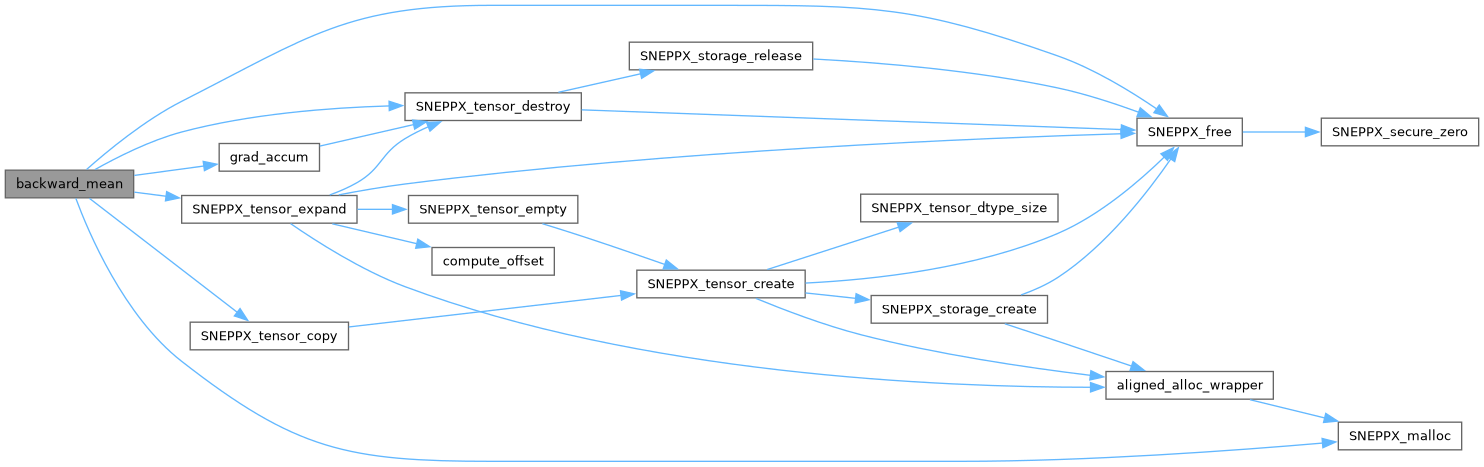 SNEPPX_storage_release
SNEPPX_tensor_destroy
SNEPPX_free
SNEPPX_secure_zero
grad_accum
backward_mean
SNEPPX_tensor_expand
SNEPPX_tensor_empty
SNEPPX_tensor_dtype_size
compute_offset
SNEPPX_tensor_create
SNEPPX_storage_create
SNEPPX_tensor_copy
aligned_alloc_wrapper
SNEPPX_malloc